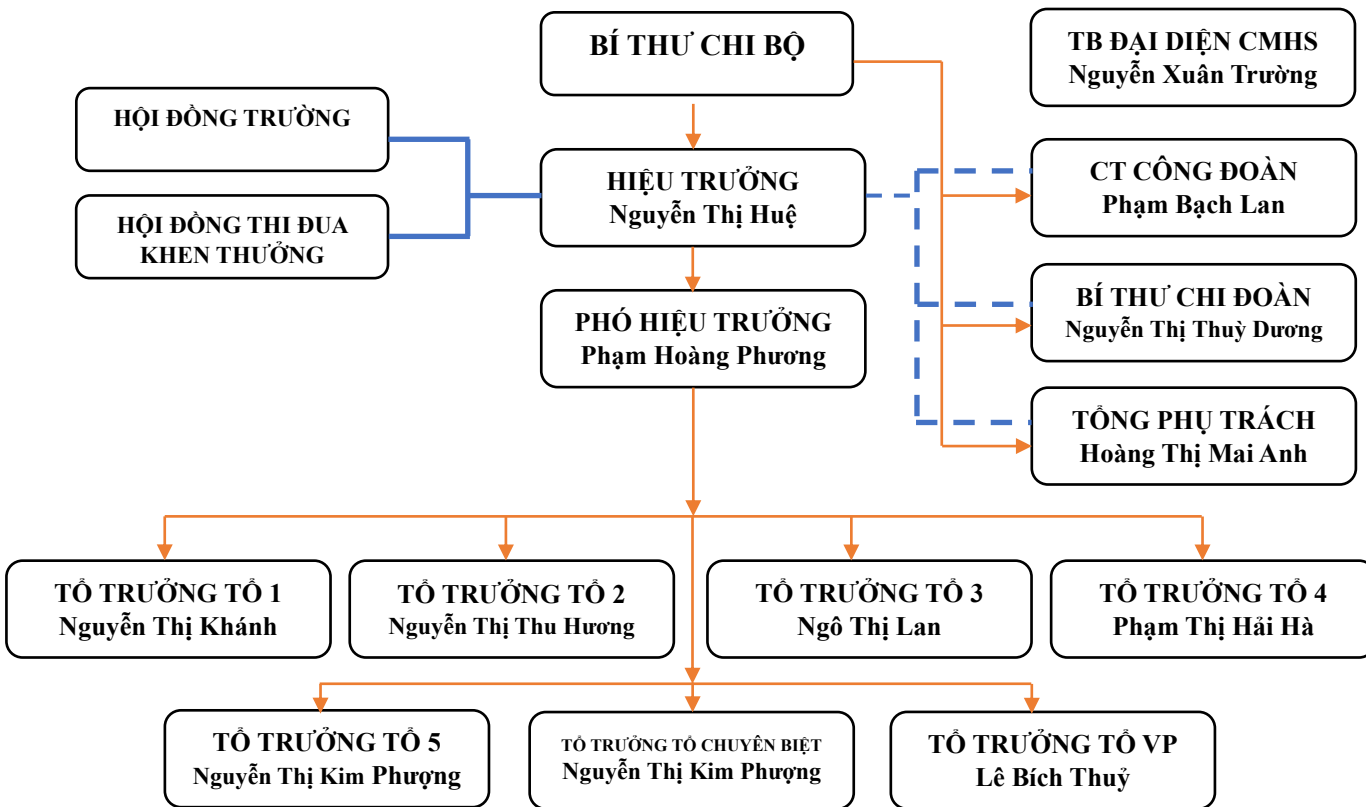 BÍ THƯ CHI BỘ
TB ĐẠI DIỆN CMHS
Nguyễn Xuân Trường
HỘI ĐỒNG TRƯỜNG
HIỆU TRƯỞNG
Nguyễn Thị Huệ
CT CÔNG ĐOÀN
Phạm Bạch Lan
HỘI ĐỒNG THI ĐUA
KHEN THƯỞNG
PHÓ HIỆU TRƯỞNG
Phạm Hoàng Phương
BÍ THƯ CHI ĐOÀN
Nguyễn Thị Thuỳ Dương
TỔNG PHỤ TRÁCH
Hoàng Thị Mai Anh
TỔ TRƯỞNG TỔ 1
Nguyễn Thị Khánh
TỔ TRƯỞNG TỔ 2
Nguyễn Thị Thu Hương
TỔ TRƯỞNG TỔ 3
Ngô Thị Lan
TỔ TRƯỞNG TỔ 4
Phạm Thị Hải Hà
TỔ TRƯỞNG TỔ 5
Nguyễn Thị Kim Phượng
TỔ TRƯỞNG TỔ CHUYÊN BIỆT
Nguyễn Thị Kim Phượng
TỔ TRƯỞNG TỔ VP
Lê Bích Thuỷ